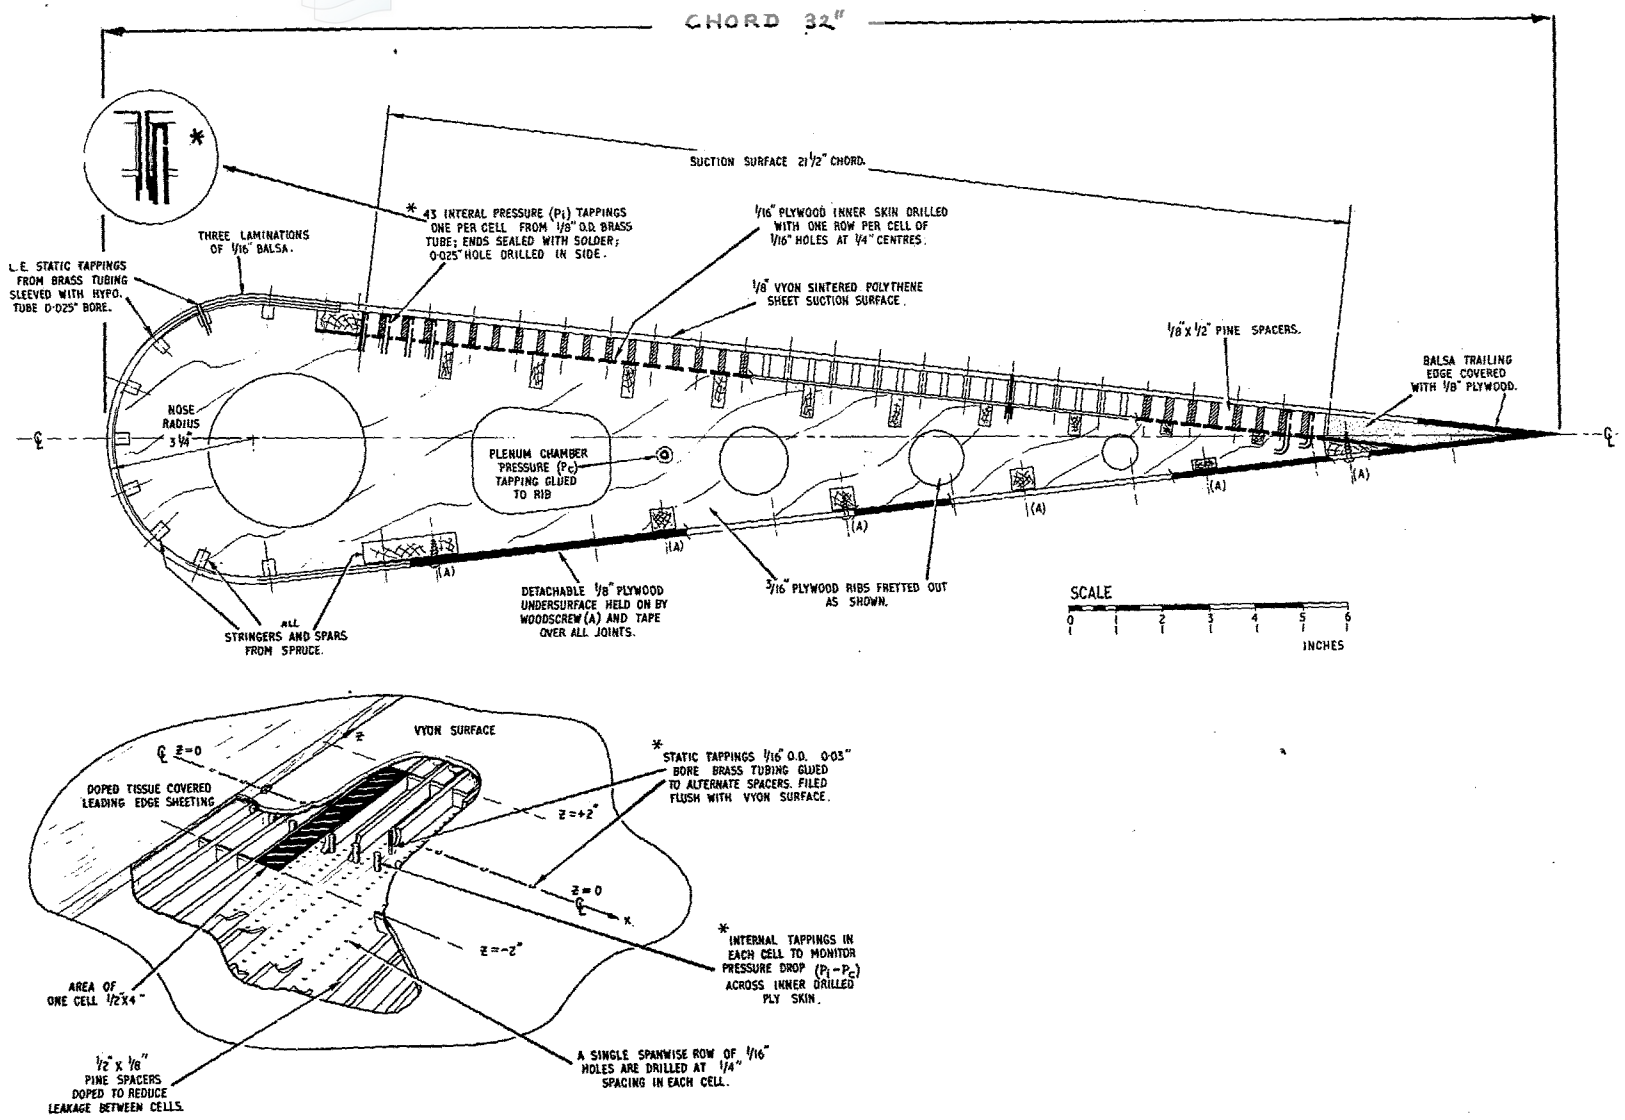 CHORD 32"
SUCTION SURFACE 21 1/2" CHORD.
*
* 43 INTERAL PRESSURE (Pi) TAPPINGS
ONE PER CELL FROM 1/8" O.D. BRASS
TUBE; ENDS SEALED WITH SOLDER;
0·025" HOLE DRILLED IN SIDE.
1/16" PLYWOOD INNER SKIN DRILLED
WITH ONE ROW PER CELL OF
1/16" HOLES AT 1/4" CENTRES.
THREE LAMINATIONS
OF 1/16" BALSA.
L.E. STATIC TAPPINGS
FROM BRASS TUBING
SLEEVED WITH HYPO.
TUBE 0·025" BORE.
1/8" VYON SINTERED POLYTHENE
SHEET SUCTION SURFACE.
1/8" X 1/2" PINE SPACERS.
BALSA TRAILING
EDGE COVERED
WITH 1/8" PLYWOOD.
NOSE
RADIUS
3 1/4"
℄
℄
PLENUM CHAMBER
PRESSURE (Pc)
TAPPING GLUED
TO RIB
(A)
(A)
(A)
(A)
(A)
(A)
ALL
STRINGERS AND SPARS
FROM SPRUCE.
DETACHABLE 1/8" PLYWOOD
UNDERSURFACE HELD ON BY
WOODSCREW (A) AND TAPE
OVER ALL JOINTS.
3/16" PLYWOOD RIBS FRETTED OUT
AS SHOWN.
SCALE
0 1 2 3 4 5 6
INCHES
℄ Z=0
Z
VYON SURFACE
DOPED TISSUE COVERED
LEADING EDGE SHEETING
*
STATIC TAPPINGS 1/16" O.D. 0·03"
BORE BRASS TUBING GLUED
TO ALTERNATE SPACERS. FILED
FLUSH WITH VYON SURFACE.
Z=+2"
Z=0
℄
X
Z=-2"
*
INTERNAL TAPPINGS IN
EACH CELL TO MONITOR
PRESSURE DROP (Pi-Pc)
ACROSS INNER DRILLED
PLY SKIN.
AREA OF
ONE CELL 1/2"X4"
1/2" X 1/8"
PINE SPACERS
DOPED TO REDUCE
LEAKAGE BETWEEN CELLS.
A SINGLE SPANWISE ROW OF 1/16"
HOLES ARE DRILLED AT 1/4"
SPACING IN EACH CELL.